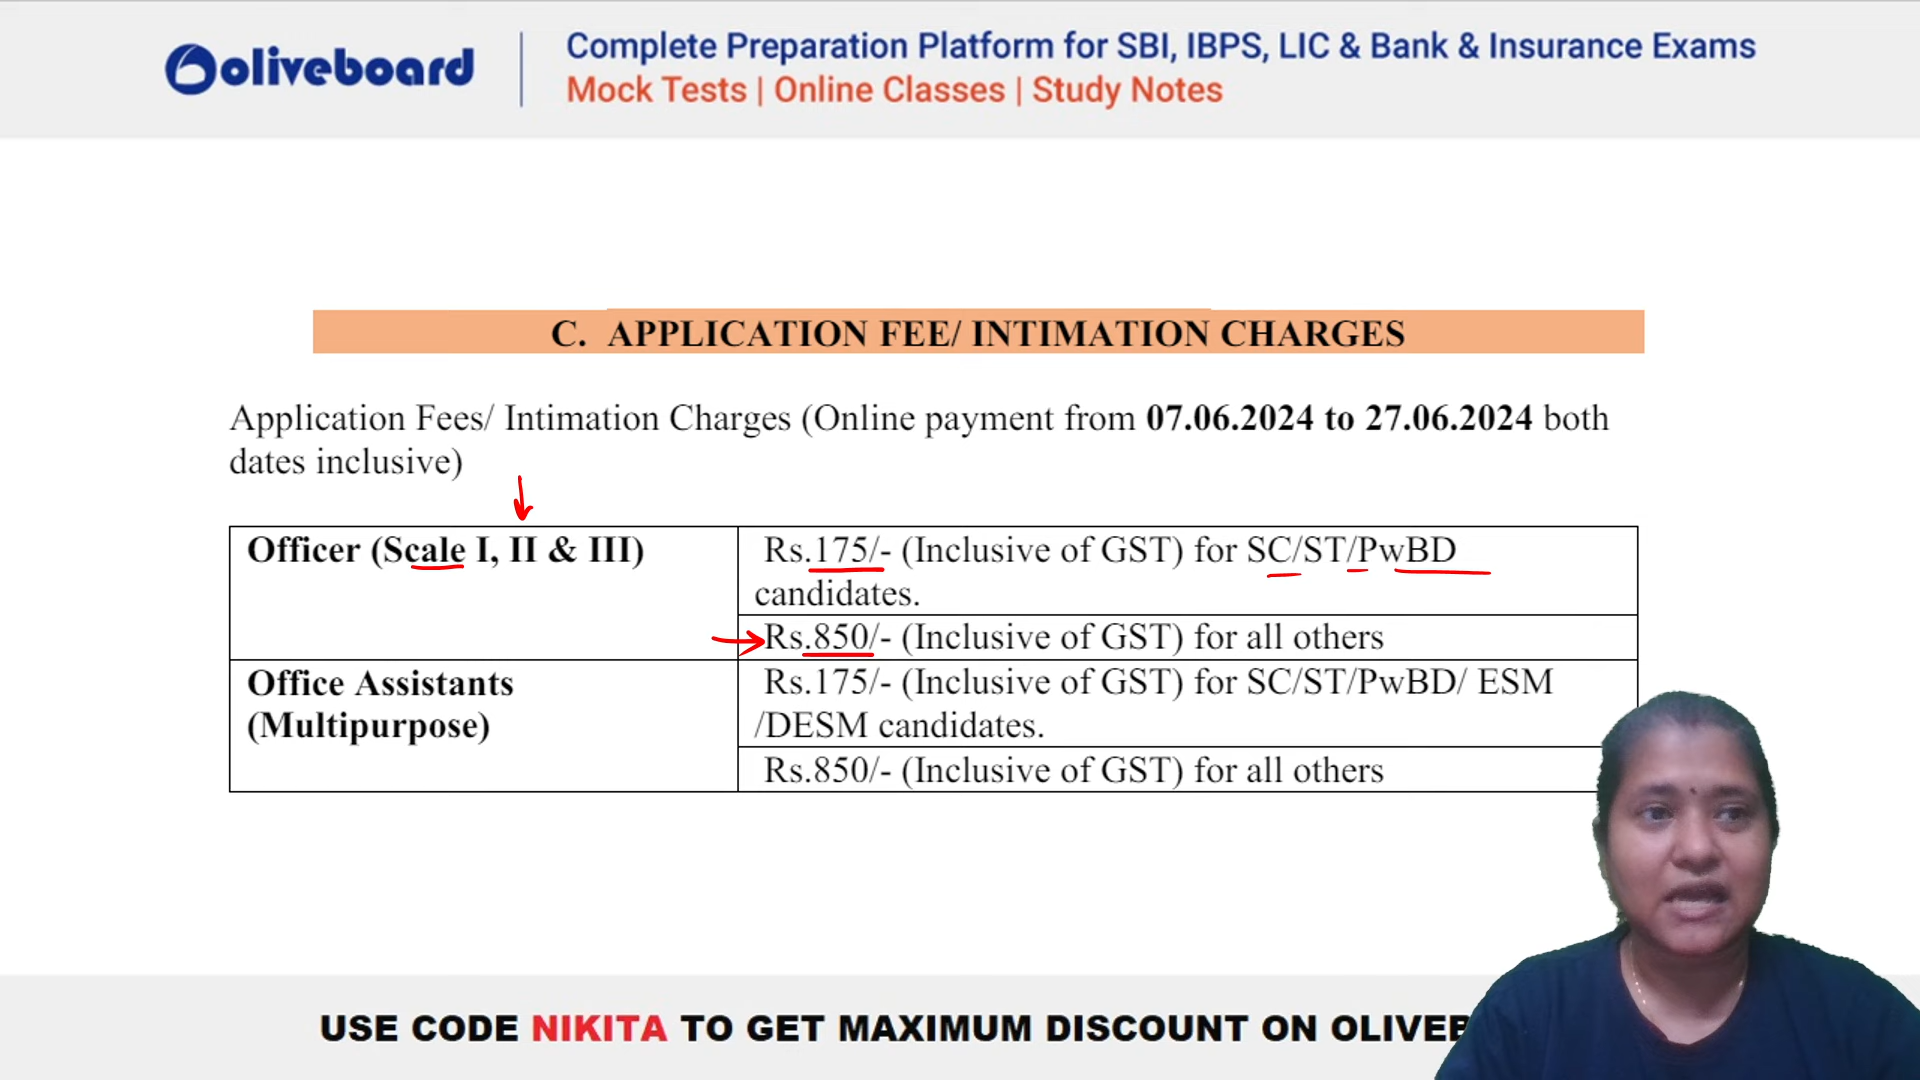 oliveboard
Complete Preparation Platform for SBI, IBPS, LIC & Bank & Insurance Exams
Mock Tests | Online Classes | Study Notes
C. APPLICATION FEE/ INTIMATION CHARGES
Application Fees/ Intimation Charges (Online payment from 07.06.2024 to 27.06.2024 both
dates inclusive)
Officer (Scale I, II & III)
Rs.175/- (Inclusive of GST) for SC/ST/PwBD
candidates.
Rs.850/- (Inclusive of GST) for all others
Office Assistants
(Multipurpose)
Rs.175/- (Inclusive of GST) for SC/ST/PwBD/ ESM
/DESM candidates.
Rs.850/- (Inclusive of GST) for all others
USE CODE NIKITA TO GET MAXIMUM DISCOUNT ON